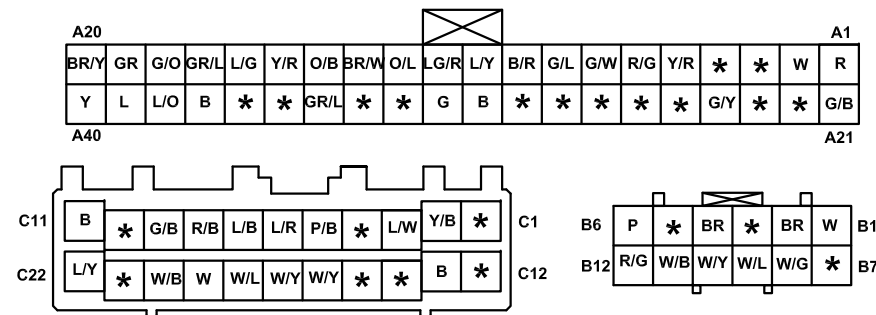 A20 A1
BR/Y GR G/O GR/L L/G Y/R O/B BR/W O/L LG/R L/Y B/R G/L G/W R/G Y/R * * W R
Y L L/O B * * GR/L * * G B * * * * * G/Y * * G/B
A40 A21
C11 B * G/B R/B L/B L/R P/B * L/W Y/B * C1
C22 L/Y * W/B W W/L W/Y W/Y * * B * C12
B6 P * BR * BR W B1
B12 R/G W/B W/Y W/L W/G * B7